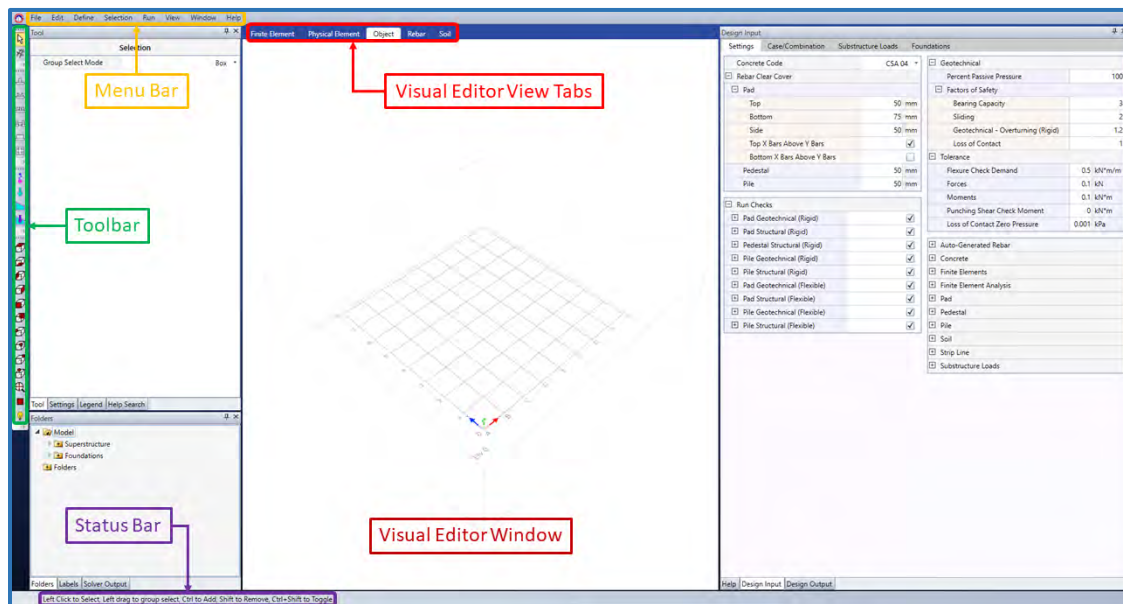 File Edit Define Selection Run View Window Help
Tool
Selection
Group Select Mode Box
Menu Bar
Toolbar
Tool Settings Legend Help Search
Folders
Model
Superstructure
Foundations
Folders
Status Bar
Folders Labels Solver Output
Left Click to Select, Left drag to group select, Ctrl to Add, Shift to Remove, Ctrl+Shift to Toggle
Finite Element Physical Element Object Rebar Soil
Visual Editor View Tabs
Visual Editor Window
Design Input
Settings Case/Combination Substructure Loads Foundations
Concrete Code CSA 04
Rebar Clear Cover
Pad
Top 50 mm
Bottom 75 mm
Side 50 mm
Top X Bars Above Y Bars
Bottom X Bars Above Y Bars
Pedestal 50 mm
Pile 50 mm
Run Checks
Pad Geotechnical (Rigid)
Pad Structural (Rigid)
Pedestal Structural (Rigid)
Pile Geotechnical (Rigid)
Pile Structural (Rigid)
Pad Geotechnical (Flexible)
Pad Structural (Flexible)
Pile Geotechnical (Flexible)
Pile Structural (Flexible)
Geotechnical
Percent Passive Pressure 100
Factors of Safety
Bearing Capacity 3
Sliding 2
Geotechnical - Overturning (Rigid) 1.2
Loss of Contact 1
Tolerance
Flexure Check Demand 0.5 kN*m/m
Forces 0.1 kN
Moments 0.1 kN*m
Punching Shear Check Moment 0 kN*m
Loss of Contact Zero Pressure 0.001 kPa
Auto-Generated Rebar
Concrete
Finite Elements
Finite Element Analysis
Pad
Pedestal
Pile
Soil
Strip Line
Substructure Loads
Help Design Input Design Output